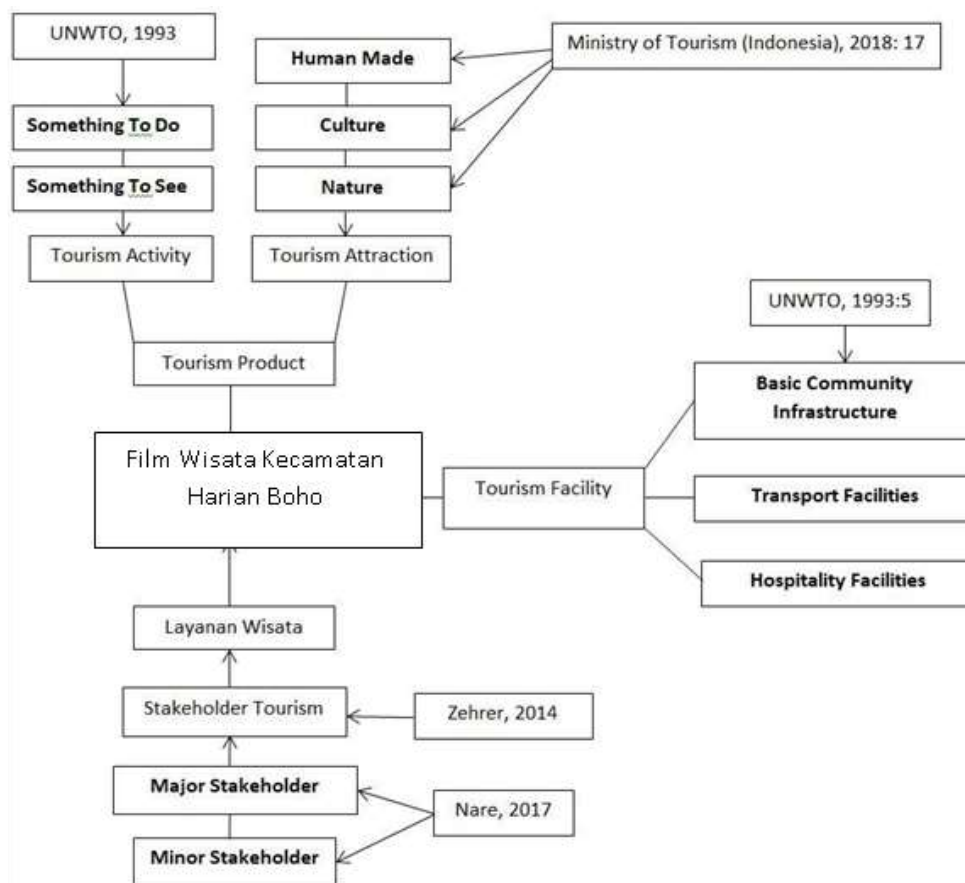 UNWTO, 1993
Human Made
Ministry of Tourism (Indonesia), 2018: 17
Something To Do
Culture
Something To See
Nature
Tourism Activity
Tourism Attraction
UNWTO, 1993:5
Tourism Product
Basic Community
Infrastructure
Film Wisata Kecamatan
Harian Boho
Tourism Facility
Transport Facilities
Hospitality Facilities
Layanan Wisata
Stakeholder Tourism
Zehrer, 2014
Major Stakeholder
Nare, 2017
Minor Stakeholder